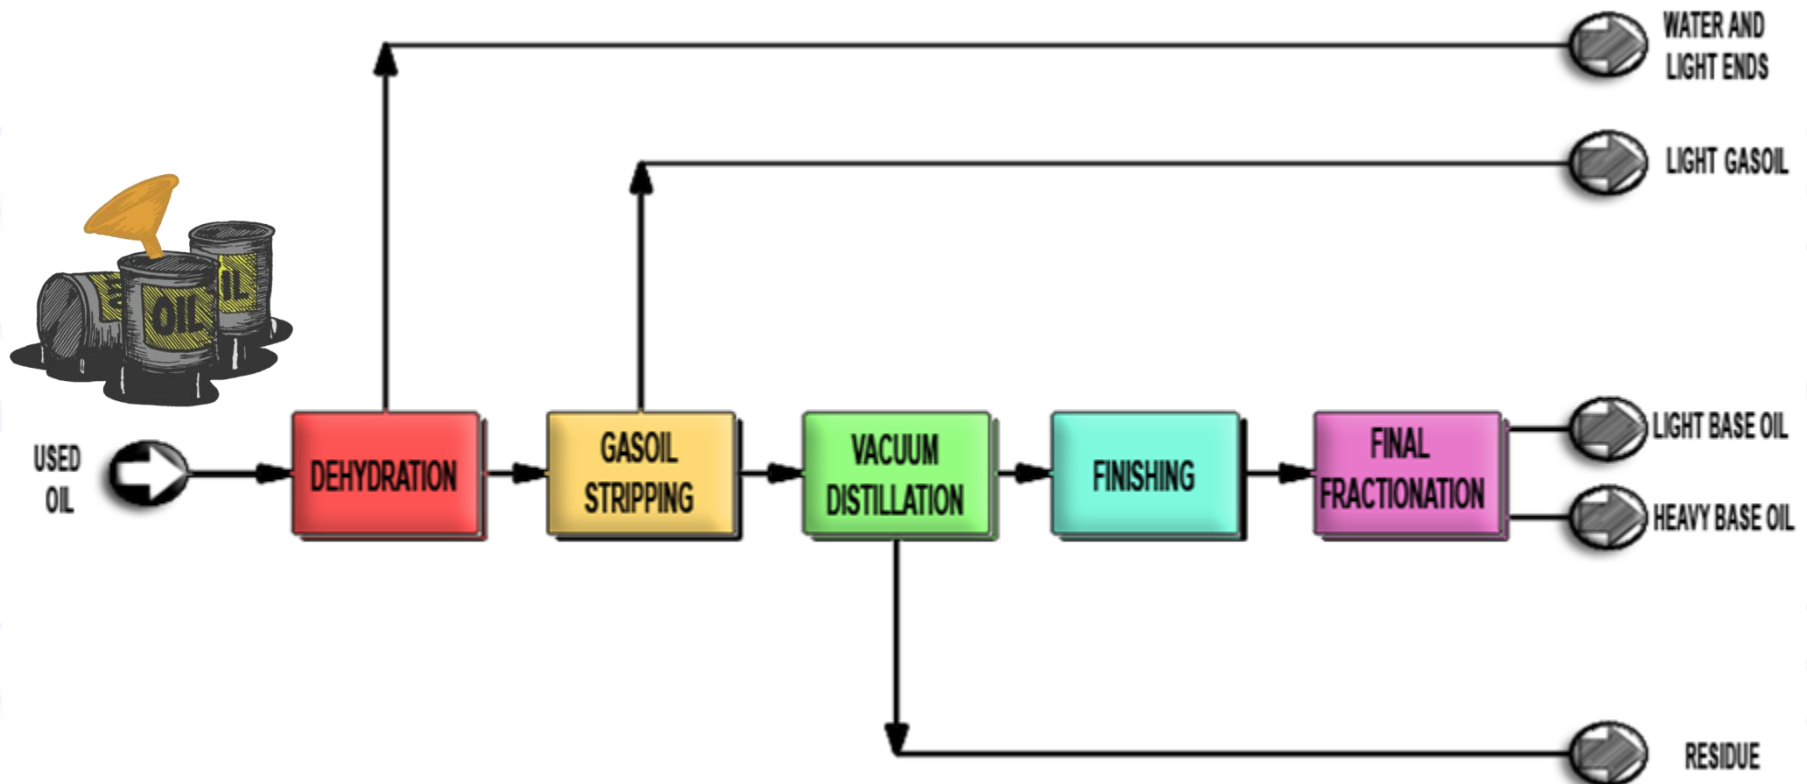 WATER AND
LIGHT ENDS
LIGHT GASOIL
OIL
IL
USED
OIL
DEHYDRATION
GASOIL
STRIPPING
VACUUM
DISTILLATION
FINISHING
FINAL
FRACTIONATION
LIGHT BASE OIL
HEAVY BASE OIL
RESIDUE